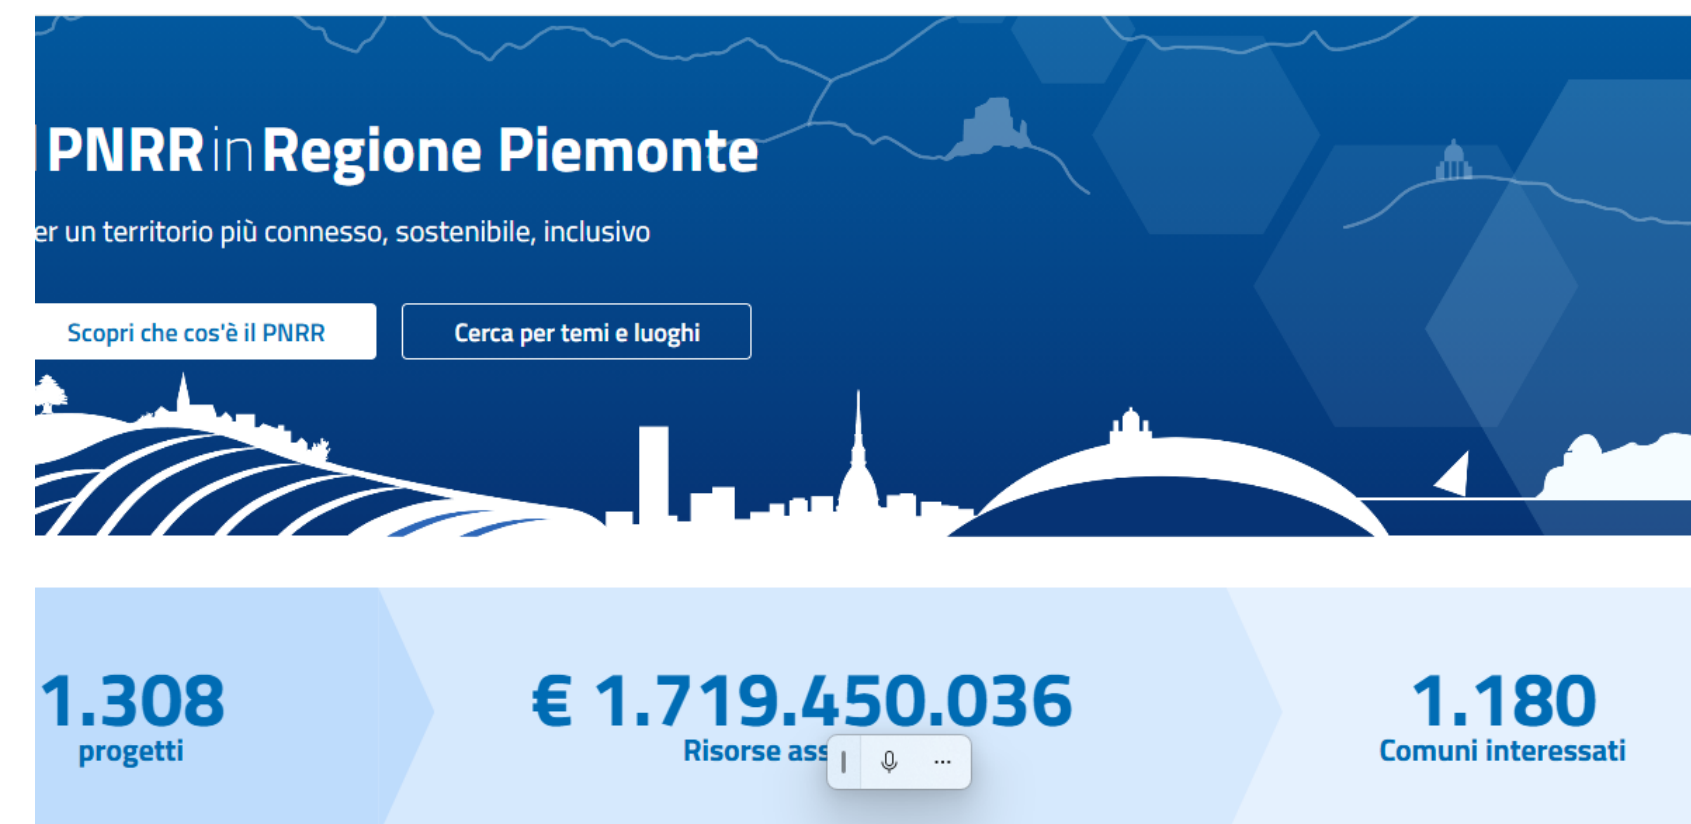 PNRR in Regione Piemonte
er un territorio più connesso, sostenibile, inclusivo
Scopri che cos'è il PNRR
Cerca per temi e luoghi
1.308
progetti
€ 1.719.450.036
Risorse ass
1.180
Comuni interessati